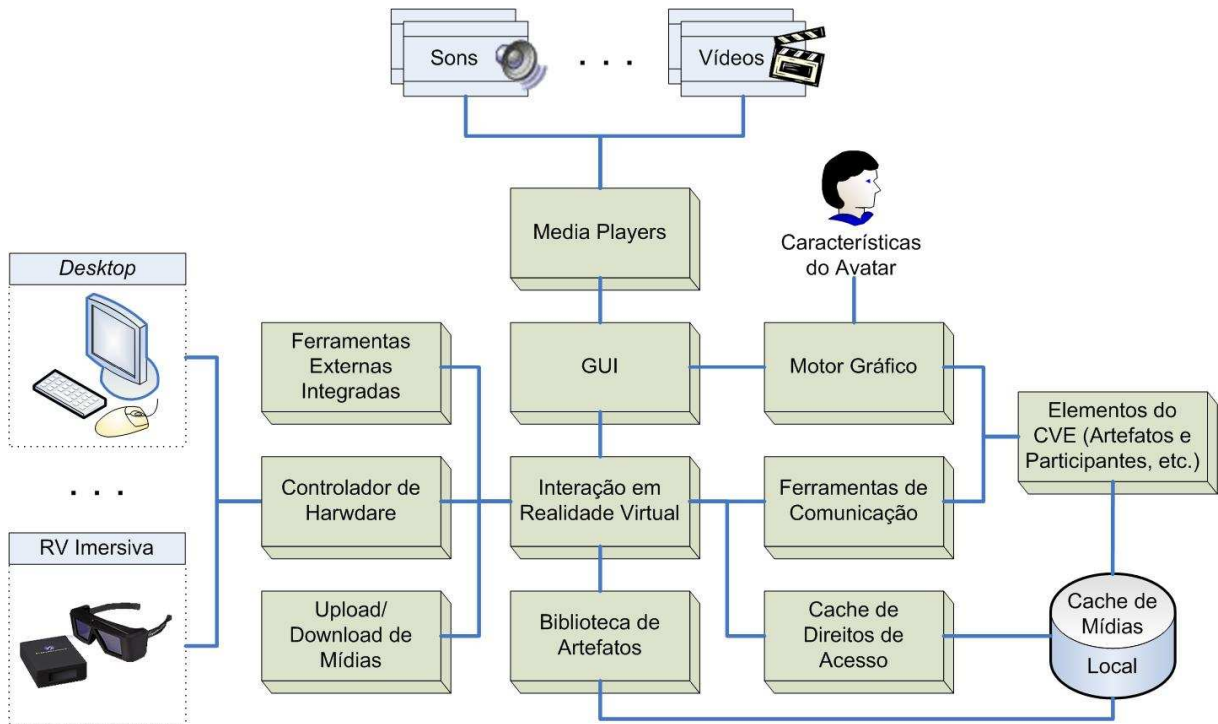 Sons
. . .
Vídeos
Media Players
Características
do Avatar
Desktop
Ferramentas
Externas
Integradas
GUI
Motor Gráfico
Elementos do
CVE (Artefatos e
Participantes, etc.)
. . .
Controlador de
Harwdare
Interação em
Realidade Virtual
Ferramentas de
Comunicação
RV Imersiva
Upload/
Download de
Mídias
Biblioteca de
Artefatos
Cache de
Direitos de
Acesso
Cache de
Mídias
Local